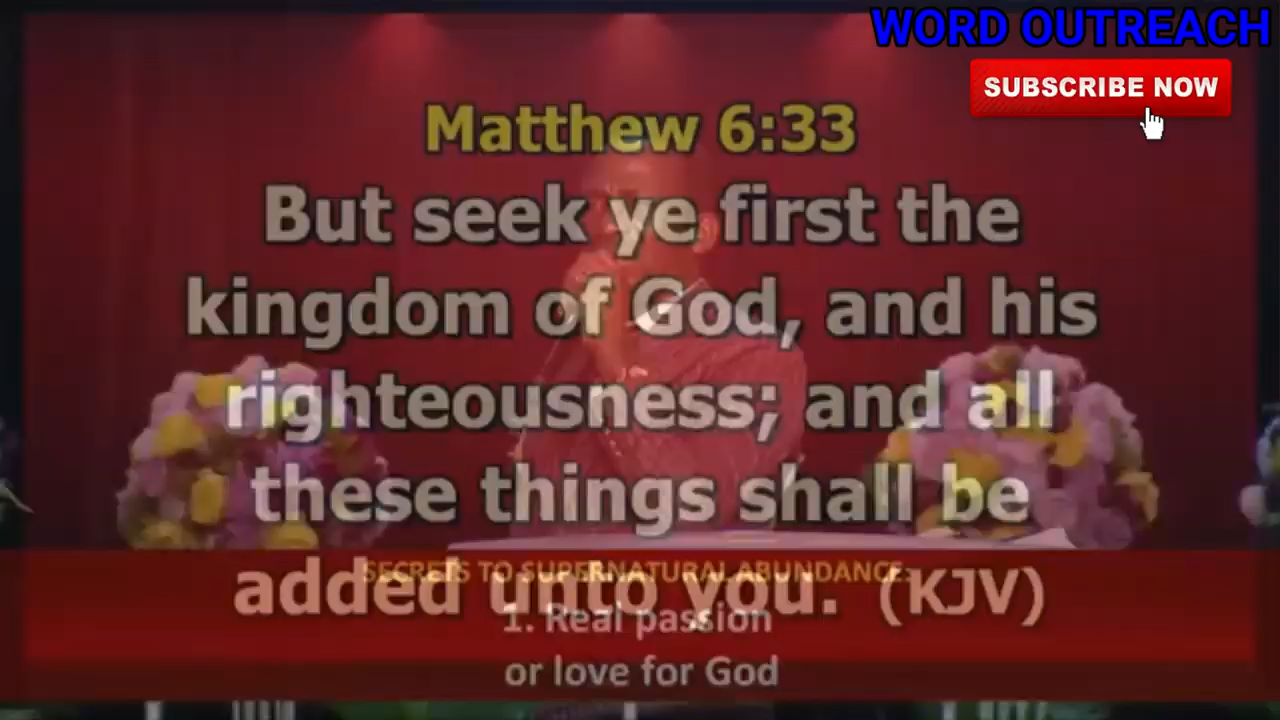 WORD OUTREACH
SUBSCRIBE NOW
Matthew 6:33
But seek ye first the
kingdom of God, and his
righteousness; and all
these things shall be
added unto you. (KJV)
SECRETS TO SUPERNATURAL ABUNDANCE:
1. Real passion
or love for God